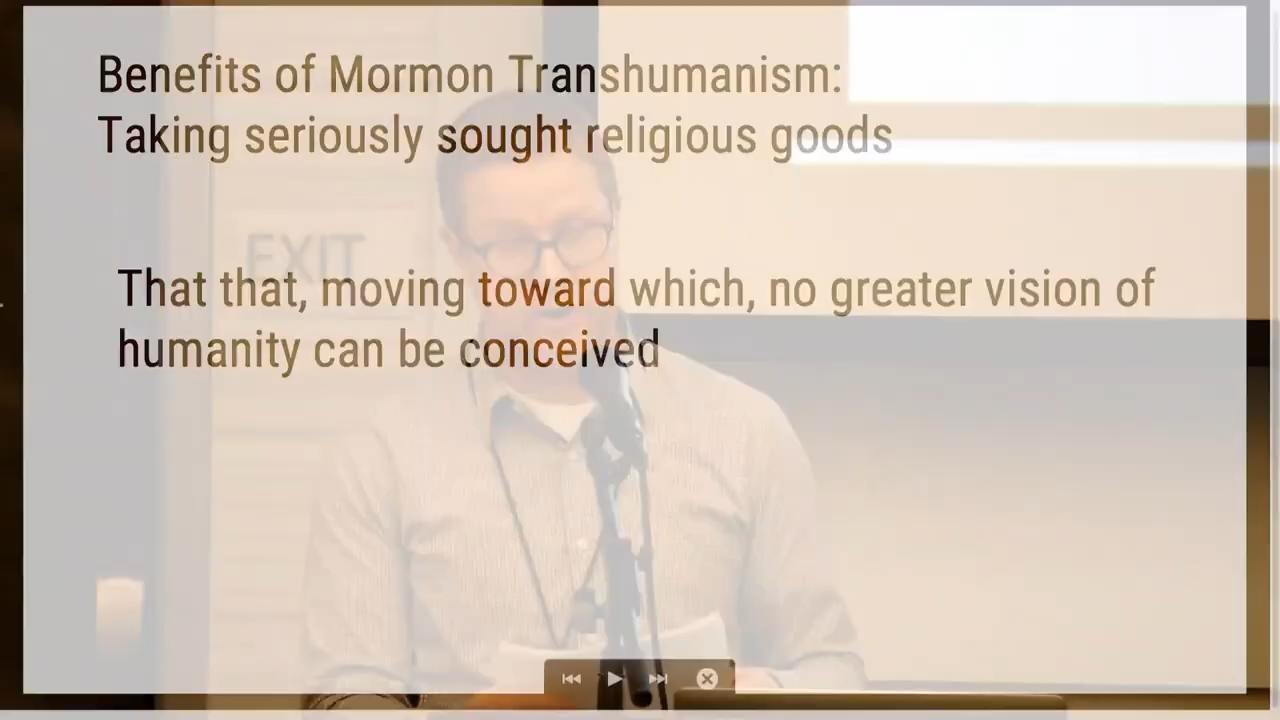 Benefits of Mormon Transhumanism:
Taking seriously sought religious goods
EXIT
That that, moving toward which, no greater vision of
humanity can be conceived